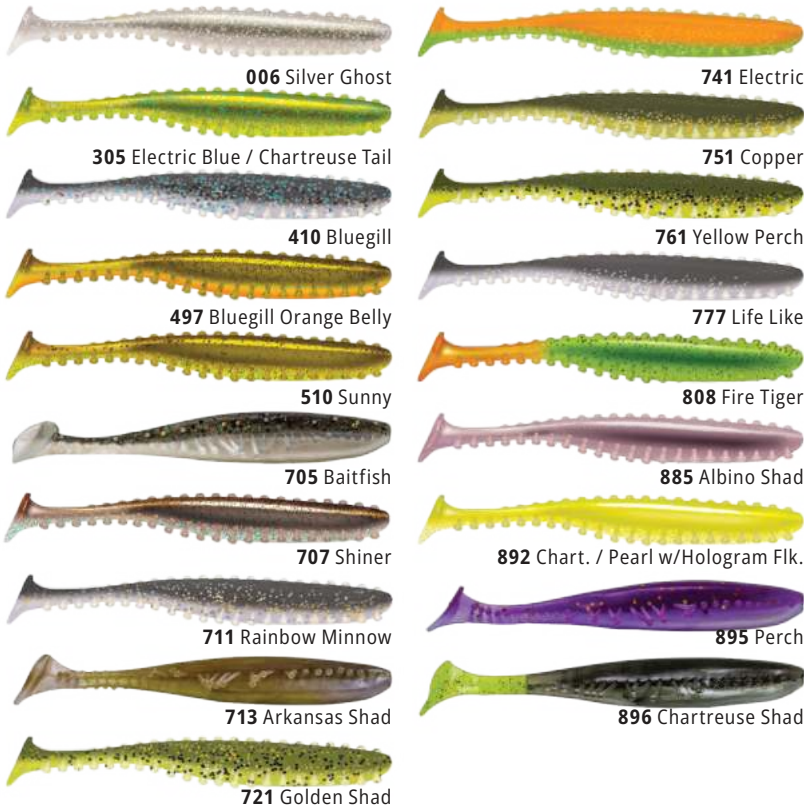 006 Silver Ghost
305 Electric Blue / Chartreuse Tail
410 Bluegill
497 Bluegill Orange Belly
510 Sunny
705 Baitfish
707 Shiner
711 Rainbow Minnow
713 Arkansas Shad
721 Golden Shad
741 Electric
751 Copper
761 Yellow Perch
777 Life Like
808 Fire Tiger
885 Albino Shad
892 Chart. / Pearl w/Hologram Flk.
895 Perch
896 Chartreuse Shad